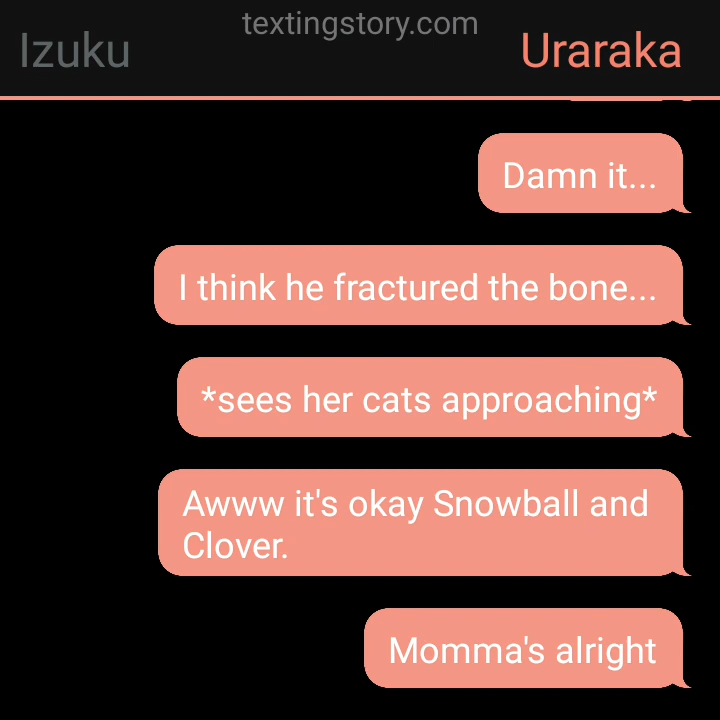 textingstory.com
Izuku
Uraraka
Damn it...
I think he fractured the bone...
*sees her cats approaching*
Awww it's okay Snowball and
Clover.
Momma's alright